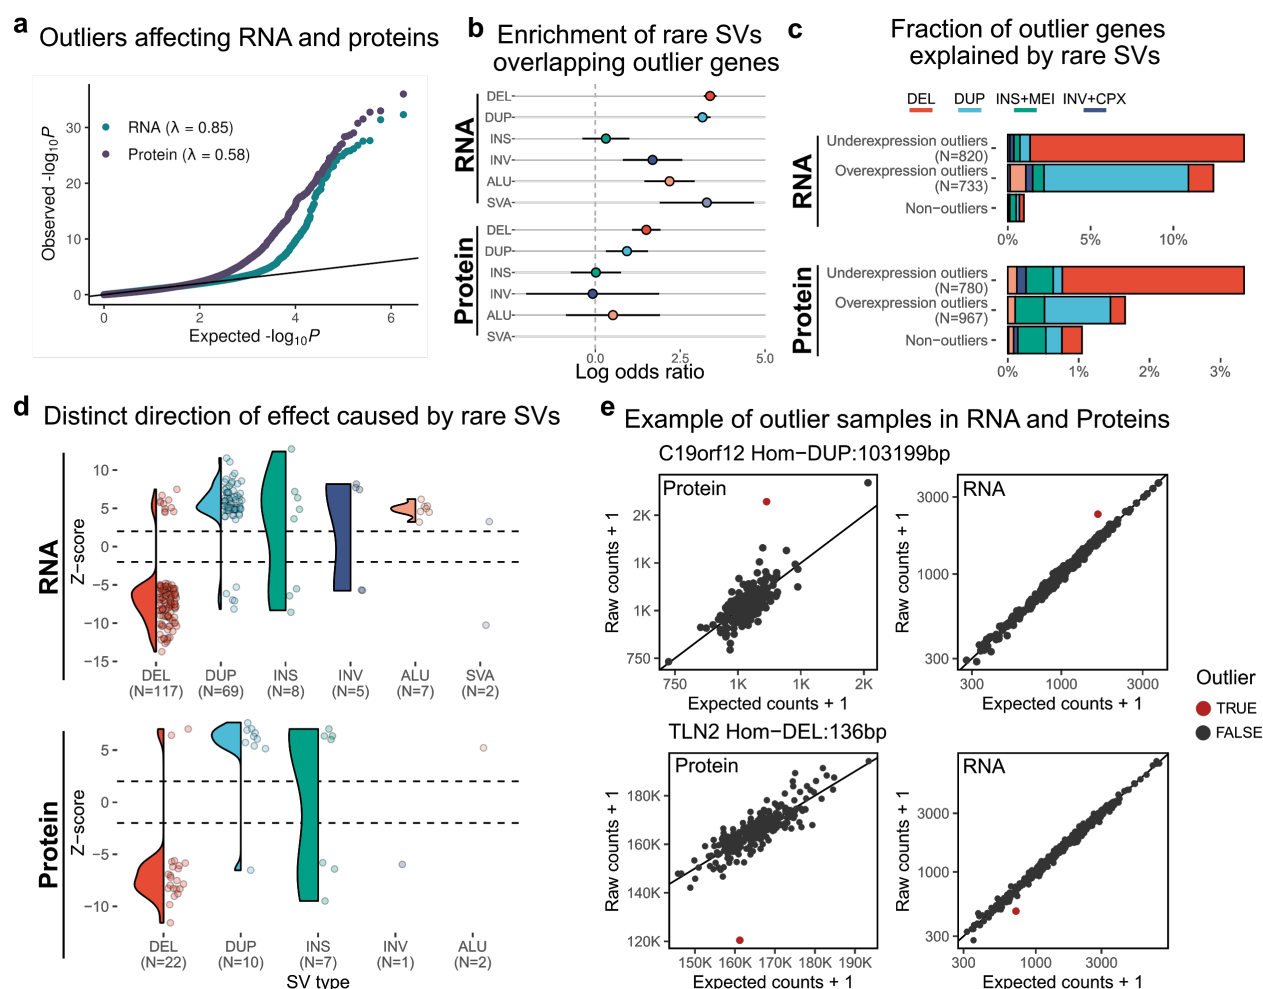 a
Outliers affecting RNA and proteins
Observed -log10P
30
20
10
0
RNA (λ = 0.85)
Protein (λ = 0.58)
0 2 4 6
Expected -log10P
b
Enrichment of rare SVs
overlapping outlier genes
RNA
DEL
DUP
INS
INV
ALU
SVA
Protein
DEL
DUP
INS
INV
ALU
SVA
0.0 2.5 5.0
Log odds ratio
c
Fraction of outlier genes
explained by rare SVs
DEL DUP INS+MEI INV+CPX
RNA
Underexpression outliers
(N=820)
Overexpression outliers
(N=733)
Non-outliers
0% 5% 10%
Protein
Underexpression outliers
(N=780)
Overexpression outliers
(N=967)
Non-outliers
0% 1% 2% 3%
d
Distinct direction of effect caused by rare SVs
RNA
Z-score
10
5
0
−5
−10
−15
DEL DUP INS INV ALU SVA
(N=117) (N=69) (N=8) (N=5) (N=7) (N=2)
Protein
Z-score
5
0
−5
−10
DEL DUP INS INV ALU
(N=22) (N=10) (N=7) (N=1) (N=2)
SV type
e
Example of outlier samples in RNA and Proteins
C19orf12 Hom−DUP:103199bp
Protein
Raw counts + 1
2K
1K
1K
750
750 1K 1K 2K
Expected counts + 1
RNA
Raw counts + 1
3000
1000
300
300 1000 3000
Expected counts + 1
TLN2 Hom−DEL:136bp
Protein
Raw counts + 1
180K
160K
140K
120K
150K 160K 170K 180K 190K
Expected counts + 1
RNA
Raw counts + 1
3000
1000
300
300 1000 3000
Expected counts + 1
Outlier
TRUE
FALSE